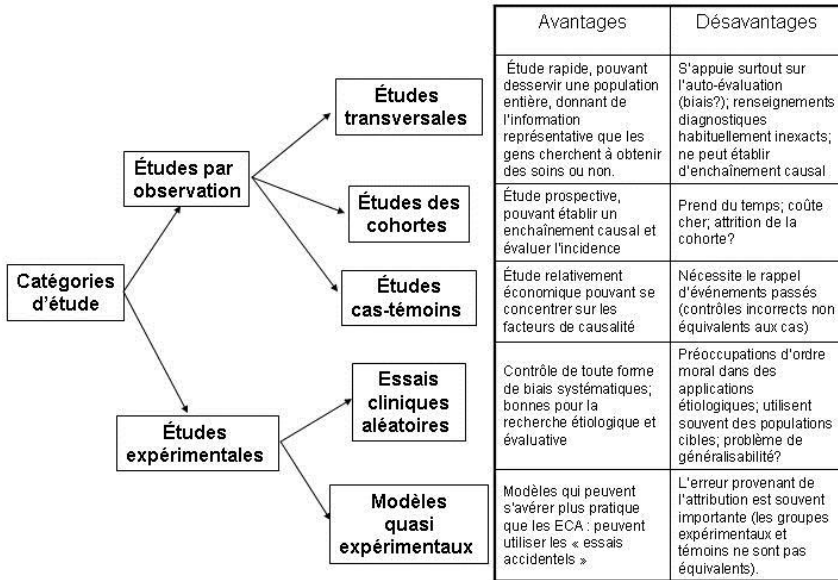 Avantages
Désavantages
Catégories
d'étude
Études par
observation
Études
expérimentales
Études
transversales
Étude rapide, pouvant
desservir une population
entière, donnant de
l'information
représentative que les
gens cherchent à obtenir
des soins ou non.
S'appuie surtout sur
l'auto-évaluation
(biais?); renseignements
diagnostiques
habituellement inexacts;
ne peut établir
d'enchaînement causal
Études des
cohortes
Étude prospective,
pouvant établir un
enchaînement causal et
évaluer l'incidence
Prend du temps; coûte
cher; attrition de la
cohorte?
Études
cas-témoins
Étude relativement
économique pouvant se
concentrer sur les
facteurs de causalité
Nécessite le rappel
d'événements passés
(contrôles incorrects non
équivalents aux cas)
Essais
cliniques
aléatoires
Contrôle de toute forme
de biais systématiques;
bonnes pour la
recherche étiologique et
évaluative
Préoccupations d'ordre
moral dans des
applications
étiologiques; utilisent
souvent des populations
cibles; problème de
généralisabilité?
Modèles
quasi
expérimentaux
Modèles qui peuvent
s'avérer plus pratique
que les ECA : peuvent
utiliser les « essais
accidentels »
L'erreur provenant de
l'attribution est souvent
importante (les groupes
expérimentaux et
témoins ne sont pas
équivalents).